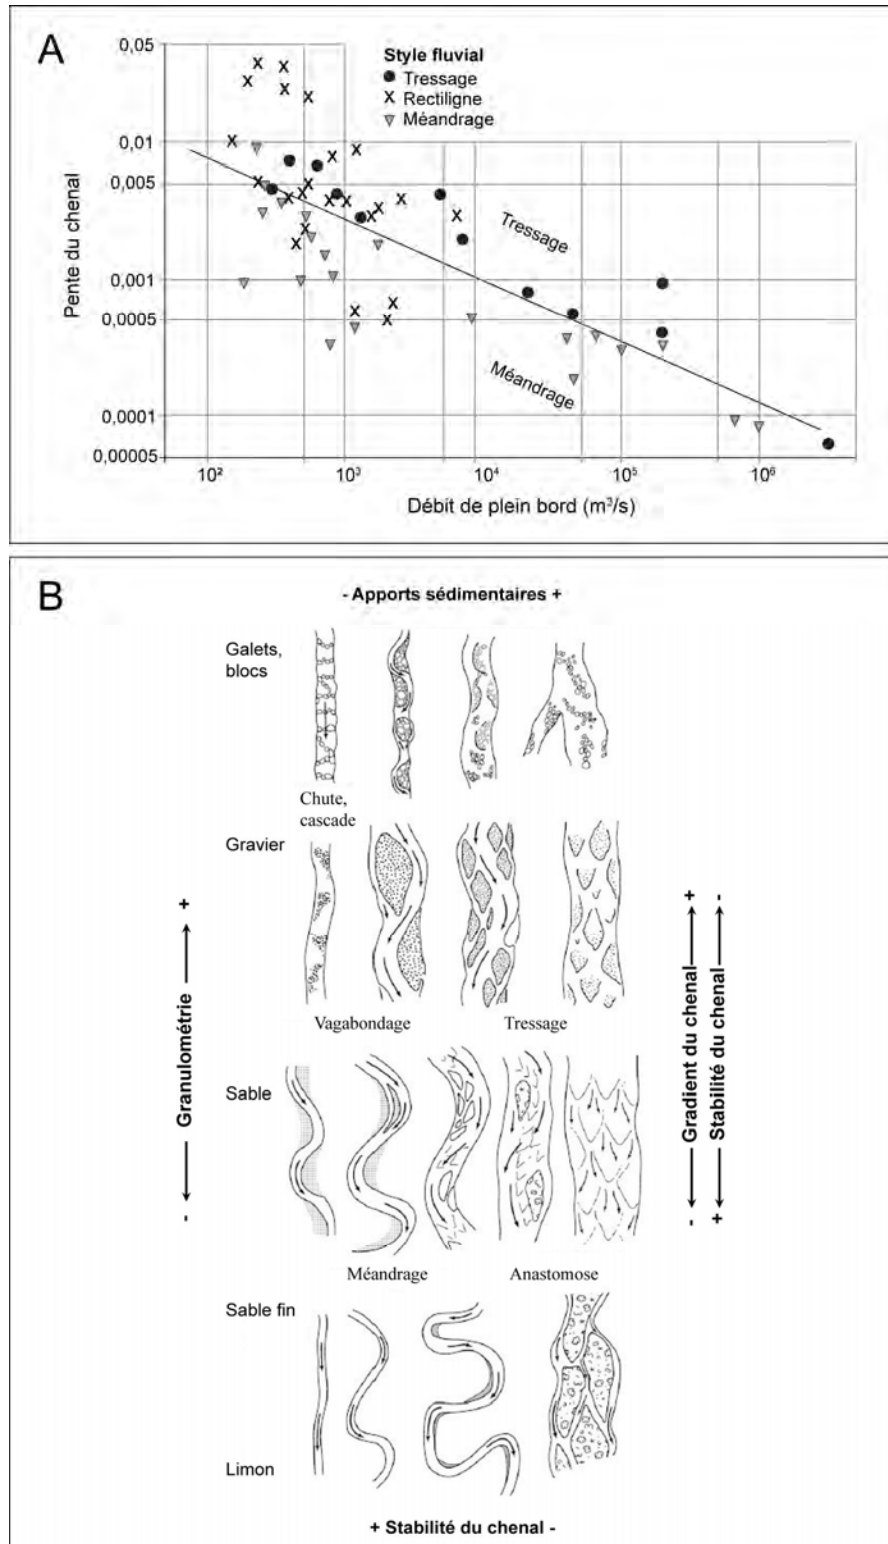 A
Style fluvial
Tressage
Rectiligne
Méandrage
0,05
0,01
0,005
0,001
0,0005
0,0001
0,00005
Pente du chenal
Tressage
Méandrage
10² 10³ 10⁴ 10⁵ 10⁶
Débit de plein bord (m³/s)
B
- Apports sédimentaires +
Galets,
blocs
Chute,
cascade
Gravier
Vagabondage Tressage
Sable
Méandrage Anastomose
Sable fin
Limon
- Granulométrie +
- Gradient du chenal +
+ Stabilité du chenal -
+ Stabilité du chenal -